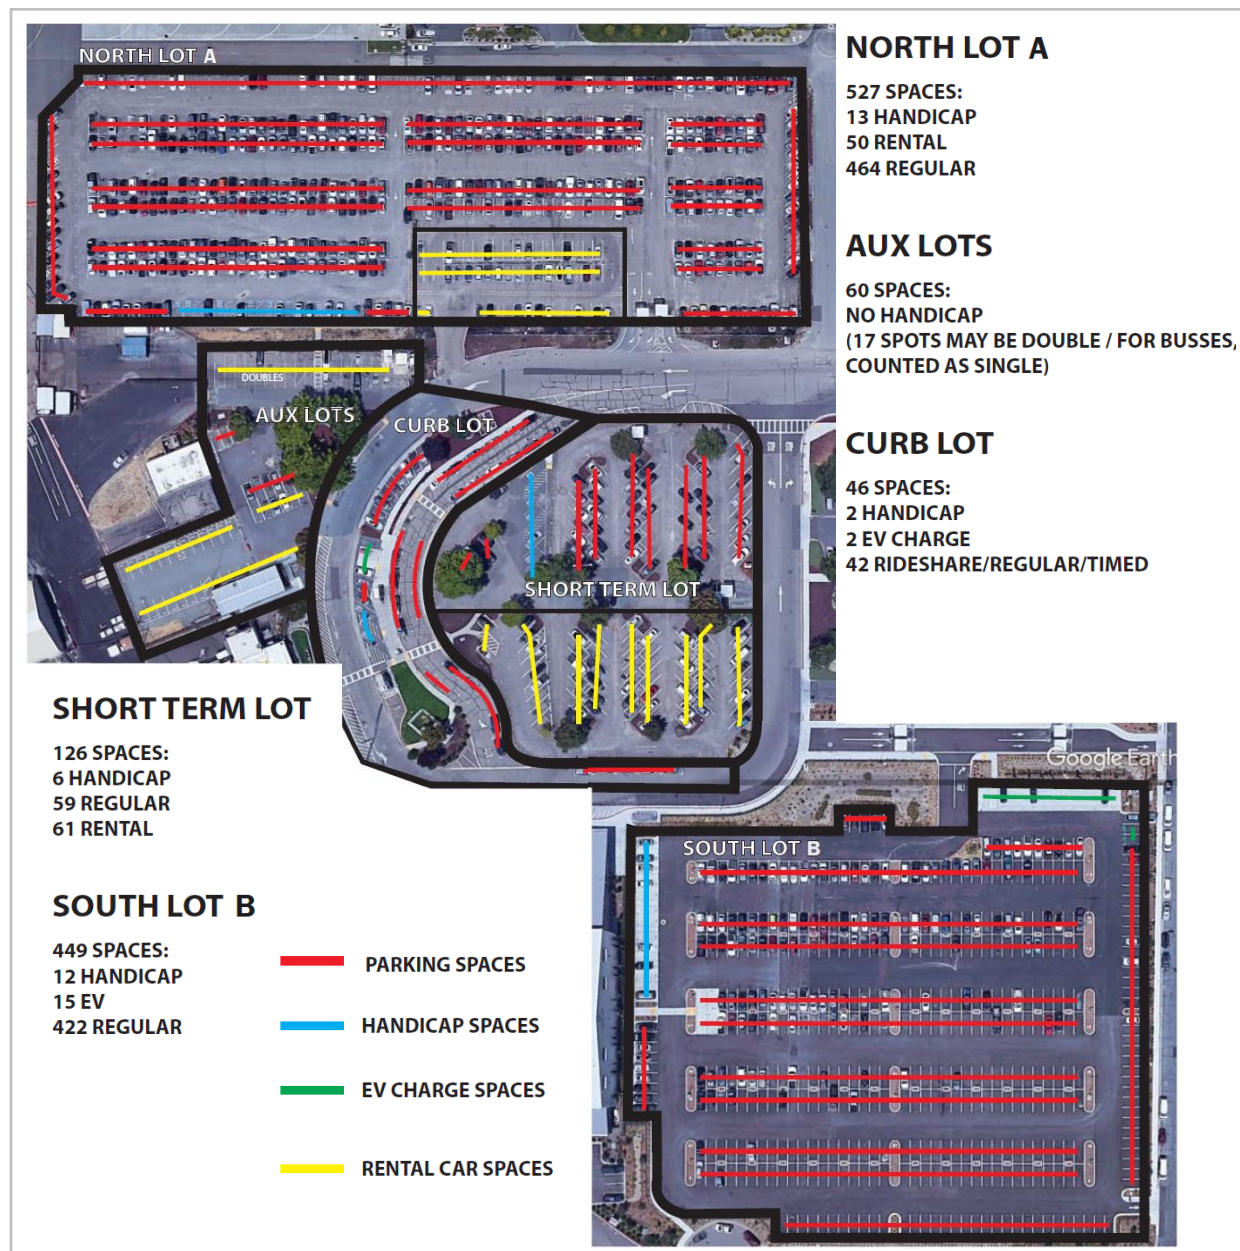 NORTH LOT A
NORTH LOT A
527 SPACES:
13 HANDICAP
50 RENTAL
464 REGULAR
AUX LOTS
60 SPACES:
NO HANDICAP
(17 SPOTS MAY BE DOUBLE / FOR BUSSES,
COUNTED AS SINGLE)
DOUBLES
AUX LOTS
CURB LOT
CURB LOT
46 SPACES:
2 HANDICAP
2 EV CHARGE
42 RIDESHARE/REGULAR/TIMED
SHORT TERM LOT
SHORT TERM LOT
126 SPACES:
6 HANDICAP
59 REGULAR
61 RENTAL
Google Earth
SOUTH LOT B
SOUTH LOT B
449 SPACES:
12 HANDICAP
15 EV
422 REGULAR
PARKING SPACES
HANDICAP SPACES
EV CHARGE SPACES
RENTAL CAR SPACES